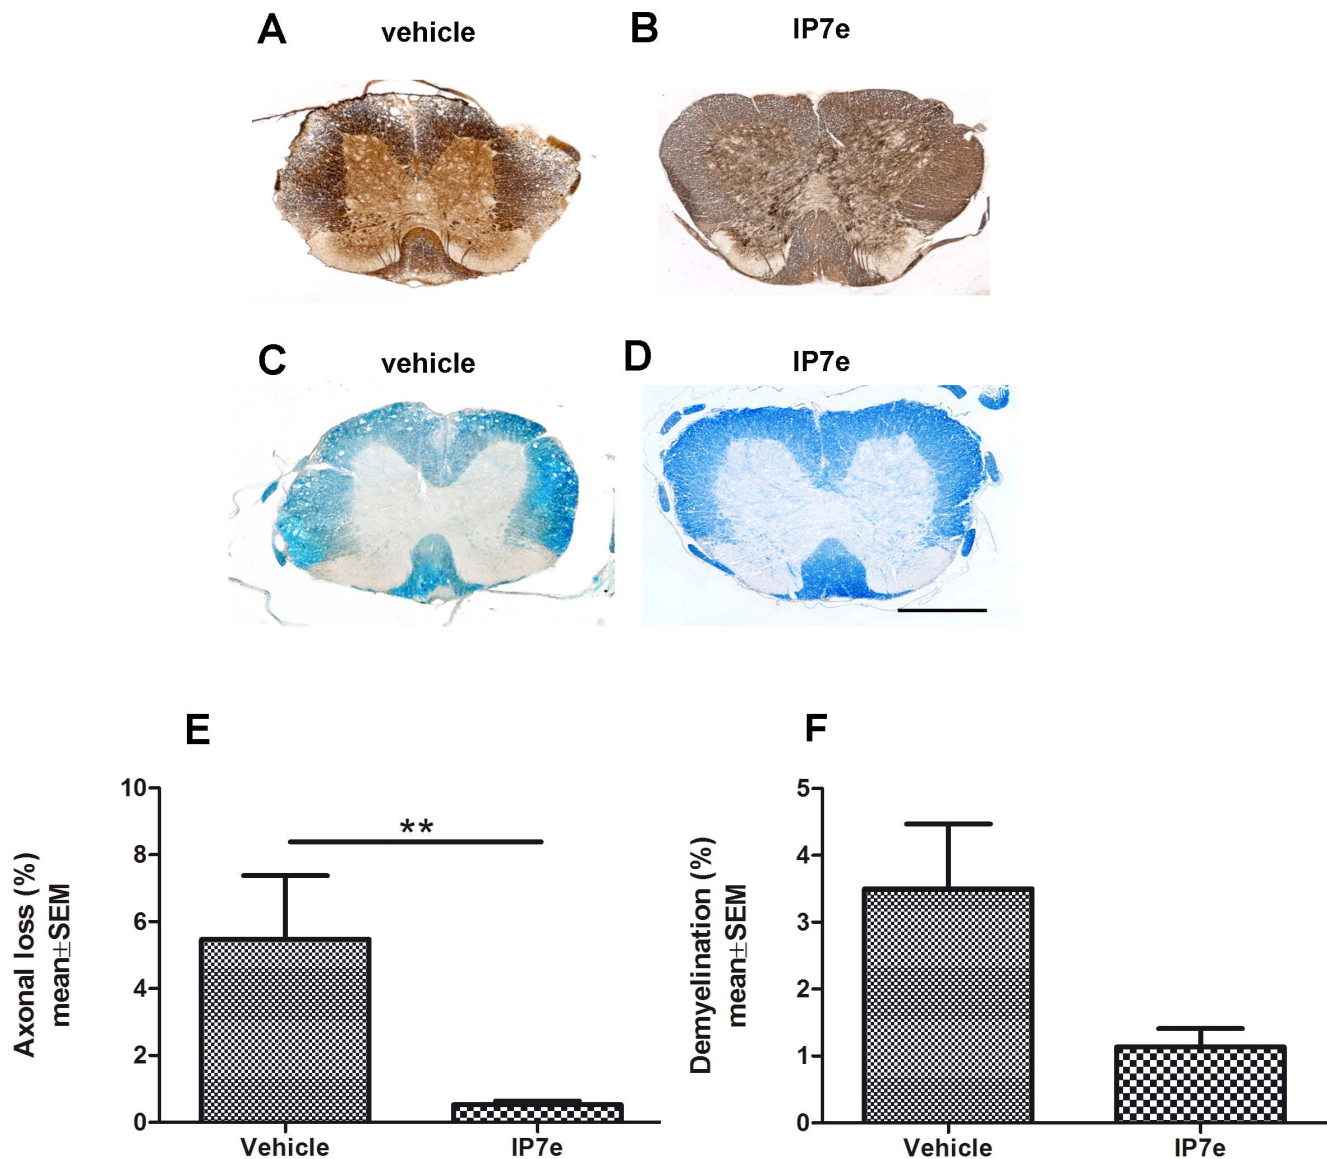 A
vehicle
B
IP7e
C
vehicle
D
IP7e
E
Axonal loss (%)
mean±SEM
10
8
6
4
2
0
**
Vehicle
IP7e
F
Demyelination (%)
mean±SEM
5
4
3
2
1
0
Vehicle
IP7e